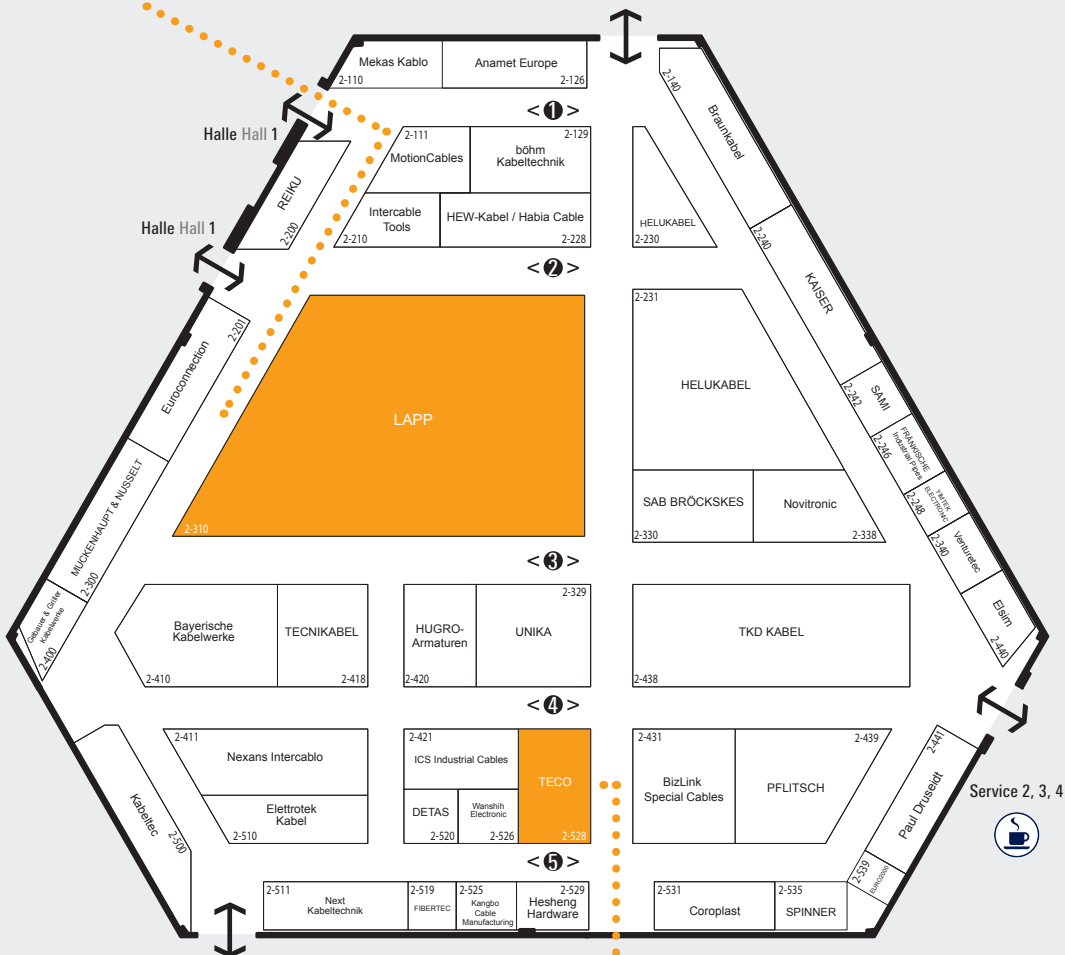 Mekas Kablo
2-110
Anamet Europe
2-126
< 1 >
2-140
Braunkabel
Halle Hall 1
REIKU
2-200
2-111
MotionCables
2-129
böhm
Kabeltechnik
Intercable
Tools
2-210
HEW-Kabel / Habia Cable
2-228
HELUKABEL
2-230
Halle Hall 1
< 2 >
2-240
KAISER
2-201
Euroconnection
LAPP
2-310
2-231
HELUKABEL
2-242
SAMI
2-246
FRÄNKISCHE
Industrial Pipes
2-248
YIMTEK
ELECTRONIC
SAB BRÖCKSKES
2-330
Novitronic
2-338
2-340
Venturetec
MUCKENHAUPT & NUSSELT
2-300
< 3 >
Elsim
2-440
Gebauer & Griller
Kabelwerke
2-400
Bayerische
Kabelwerke
2-410
TECNIKABEL
2-418
HUGRO-
Armaturen
2-420
2-329
UNIKA
TKD KABEL
2-438
< 4 >
2-411
Nexans Intercablo
Elettrotek
Kabel
2-510
2-421
ICS Industrial Cables
DETAS
2-520
Wanshih
Electronic
2-526
TECO
2-528
2-431
BizLink
Special Cables
2-439
PFLITSCH
2-441
Paul Druseidt
Service 2, 3, 4
Kabeltec
2-500
< 5 >
2-539
EURO2000
2-511
Next
Kabeltechnik
2-519
FIBERTEC
2-525
Kangbo
Cable
Manufacturing
2-529
Hesheng
Hardware
2-531
Coroplast
2-535
SPINNER